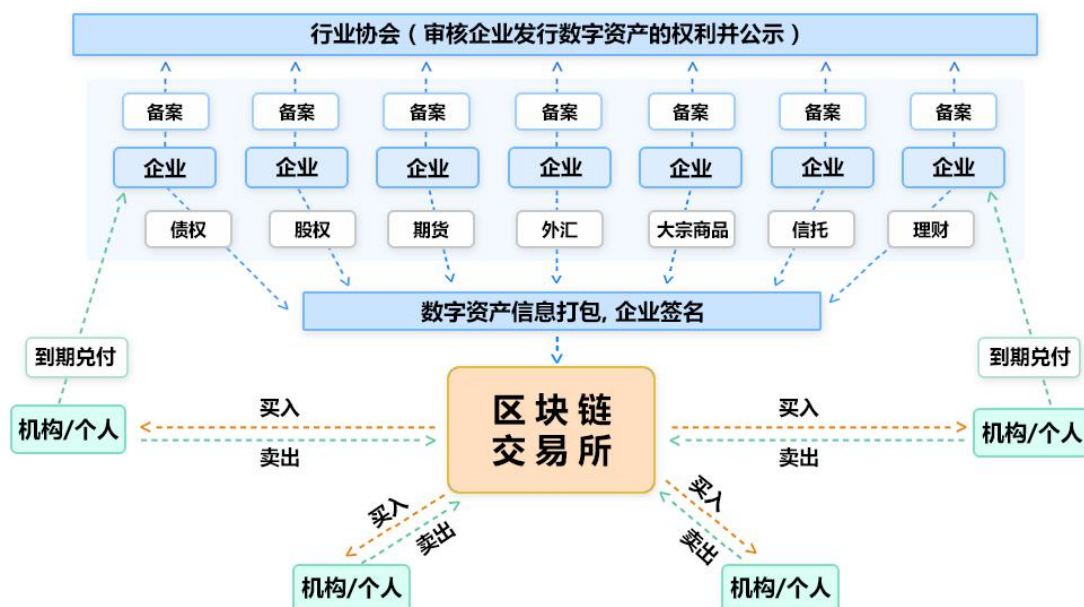 行业协会（审核企业发行数字资产的权利并公示）
备案 备案 备案 备案 备案 备案 备案
企业 企业 企业 企业 企业 企业 企业
债权 股权 期货 外汇 大宗商品 信托 理财
数字资产信息打包, 企业签名
到期兑付 到期兑付
区块链
交易所
机构/个人 买入 买入 机构/个人
卖出 卖出
买入 买入
卖出 卖出
机构/个人 机构/个人